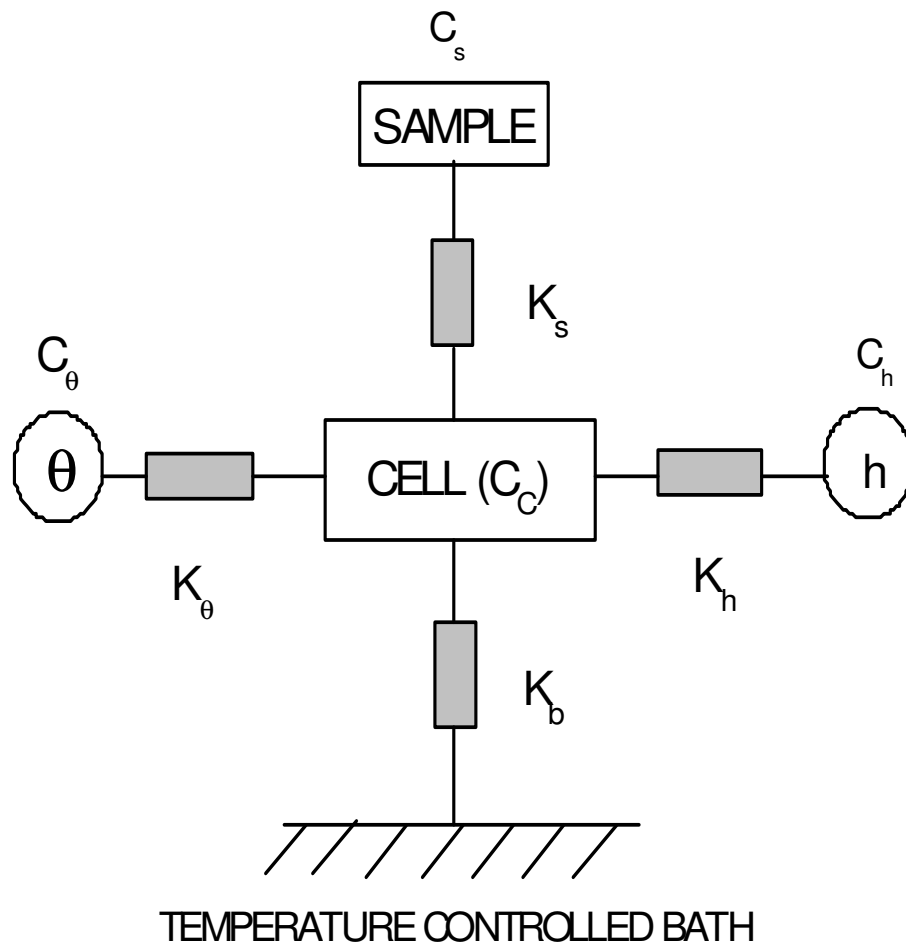 C_s
SAMPLE
K_s
C_θ
C_h
θ
CELL (C_C)
h
K_θ
K_h
K_b
TEMPERATURE CONTROLLED BATH